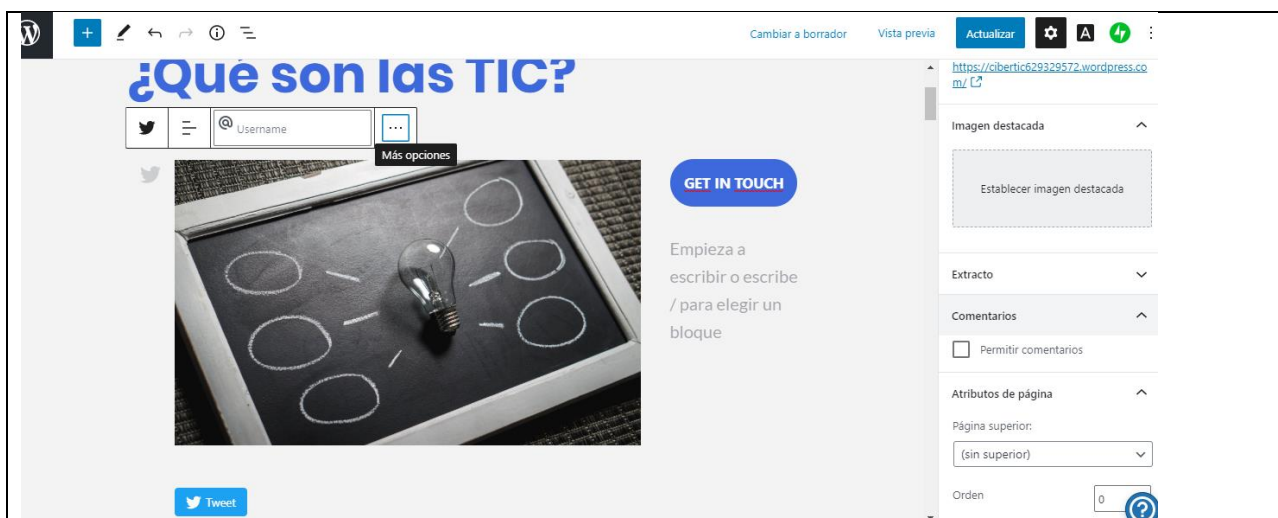 Cambiar a borrador
Vista previa
Actualizar
¿Qué son las TIC?
@ Username
Más opciones
GET IN TOUCH
Empieza a
escribir o escribe
/ para elegir un
bloque
Tweet
https://cibertic629329572.wordpress.co
m/
Imagen destacada
Establecer imagen destacada
Extracto
Comentarios
Permitir comentarios
Atributos de página
Página superior:
(sin superior)
Orden
0